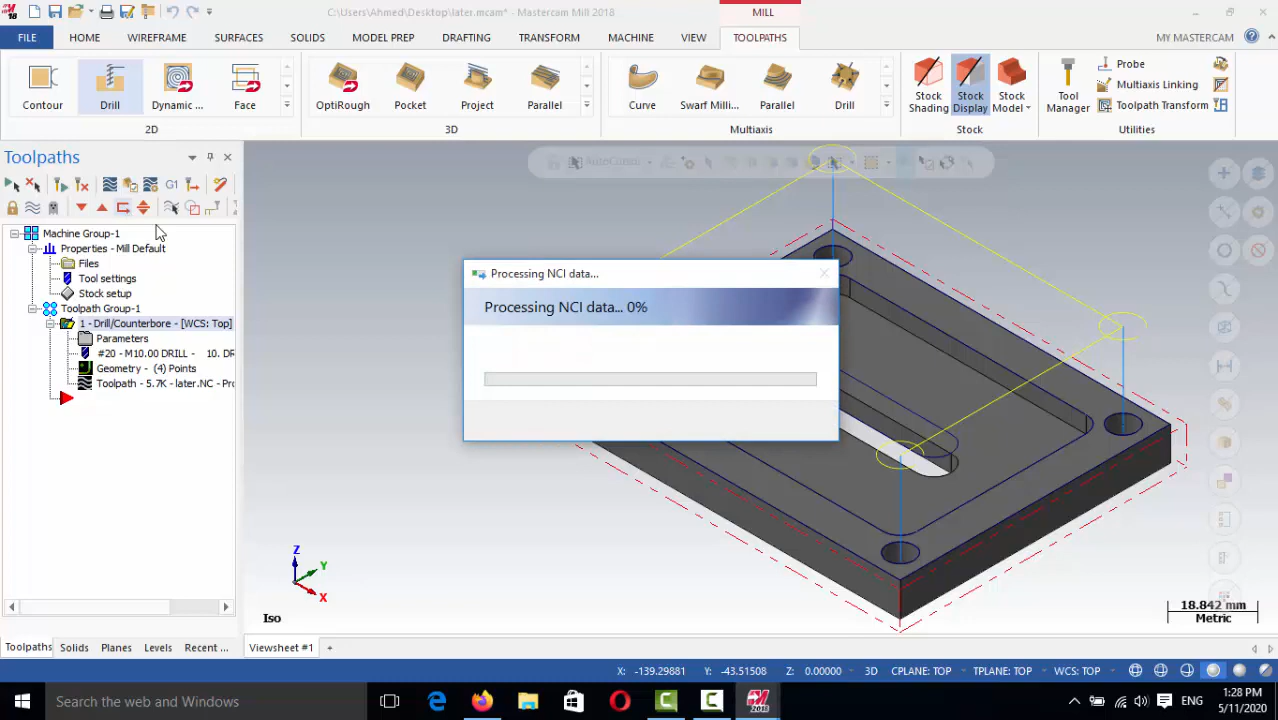 C:\Users\Ahmed\Desktop\later.mcam* - Mastercam Mill 2018
MILL
FILE
HOME
WIREFRAME
SURFACES
SOLIDS
MODEL PREP
DRAFTING
TRANSFORM
MACHINE
VIEW
TOOLPATHS
MY MASTERCAM
Contour
Drill
Dynamic ...
Face
OptiRough
Pocket
Project
Parallel
Curve
Swarf Milli...
Parallel
Drill
Stock Shading
Stock Display
Stock Model
Tool Manager
Probe
Multiaxis Linking
Toolpath Transform
2D
3D
Multiaxis
Stock
Utilities
Toolpaths
AutoCursor
G1
Machine Group-1
Properties - Mill Default
Files
Tool settings
Stock setup
Toolpath Group-1
1 - Drill/Counterbore - [WCS: Top]
Parameters
#20 - M10.00 DRILL - 10. DR
Geometry - (4) Points
Toolpath - 5.7K - later.NC - Pro
Processing NCI data...
Processing NCI data... 0%
Z
Y
X
Iso
18.842 mm
Metric
Toolpaths
Solids
Planes
Levels
Recent ...
Viewsheet #1
+
X: -139.29881
Y: -43.51508
Z: 0.00000
3D
CPLANE: TOP
TPLANE: TOP
WCS: TOP
Search the web and Windows
2018
ENG
1:28 PM
5/11/2020